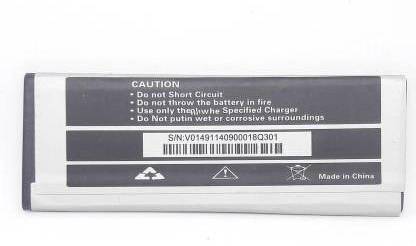 CAUTION
• Do not Short Circuit
• Do not throw the battery in fire
• Use only the whe Specified Charger
• Do Not putin wet or corrosive surroundings
S/N:V01491140900018Q301
Made in China